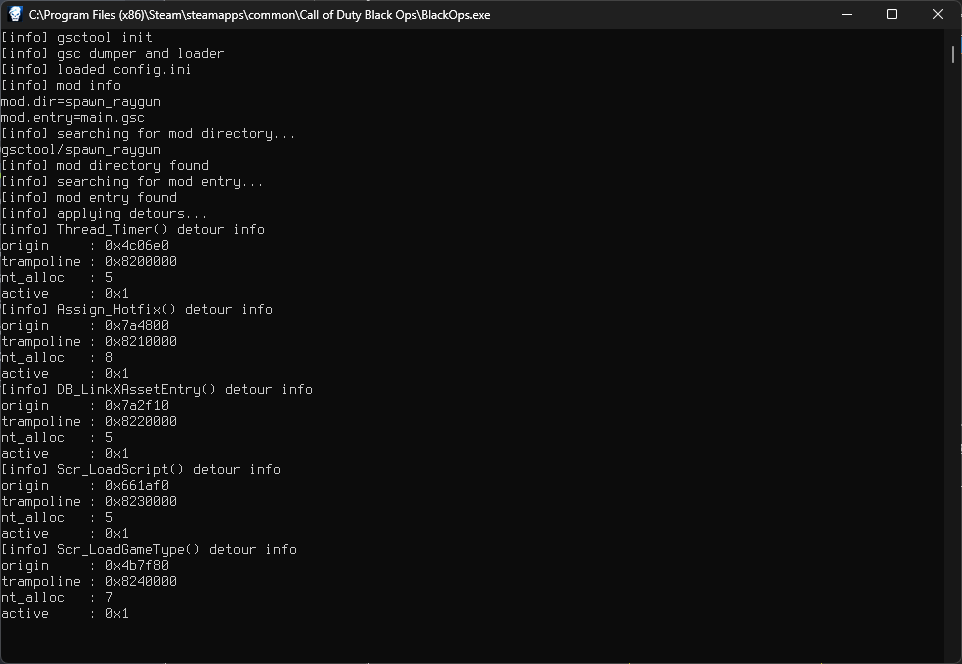 C:\Program Files (x86)\Steam\steamapps\common\Call of Duty Black Ops\BlackOps.exe
[info] gsctool init
[info] gsc dumper and loader
[info] loaded config.ini
[info] mod info
mod.dir=spawn_raygun
mod.entry=main.gsc
[info] searching for mod directory...
gsctool/spawn_raygun
[info] mod directory found
[info] searching for mod entry...
[info] mod entry found
[info] applying detours...
[info] Thread_Timer() detour info
origin     : 0x4c06e0
trampoline : 0x8200000
nt_alloc   : 5
active     : 0x1
[info] Assign_Hotfix() detour info
origin     : 0x7a4800
trampoline : 0x8210000
nt_alloc   : 8
active     : 0x1
[info] DB_LinkXAssetEntry() detour info
origin     : 0x7a2f10
trampoline : 0x8220000
nt_alloc   : 5
active     : 0x1
[info] Scr_LoadScript() detour info
origin     : 0x661af0
trampoline : 0x8230000
nt_alloc   : 5
active     : 0x1
[info] Scr_LoadGameType() detour info
origin     : 0x4b7f80
trampoline : 0x8240000
nt_alloc   : 7
active     : 0x1